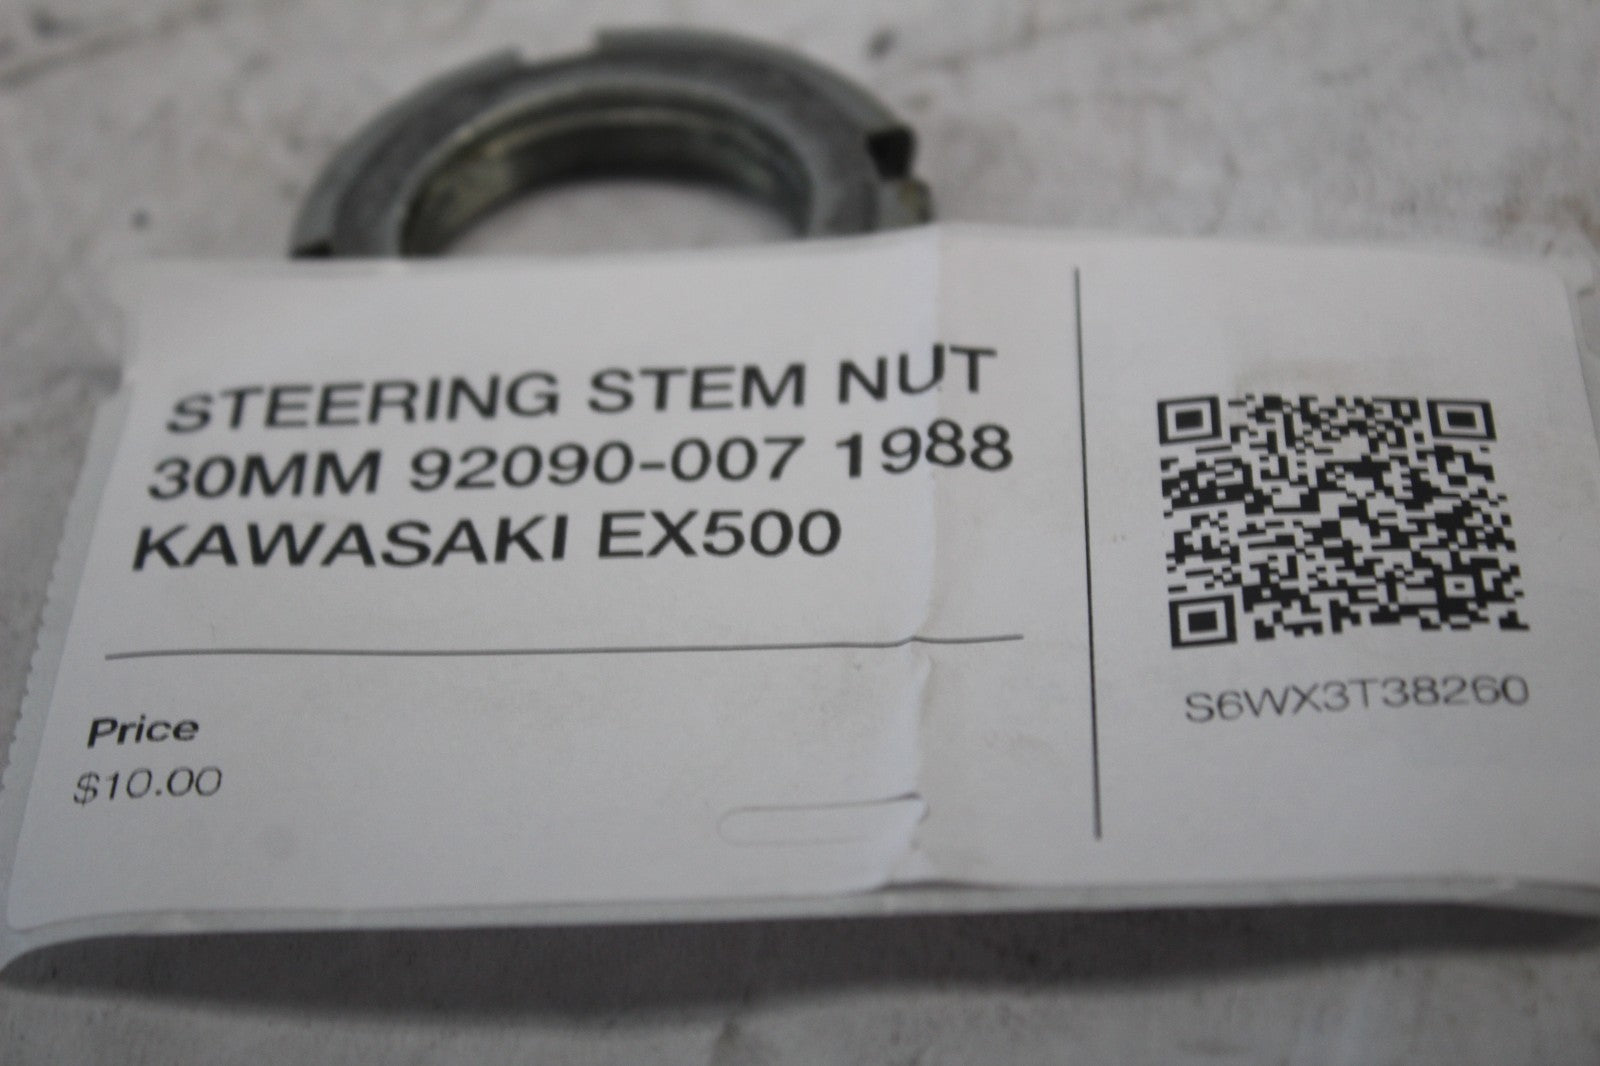 STEERING STEM NUT
30MM 92090-007 1988
KAWASAKI EX500
Price
$10.00
S6WX3T38260